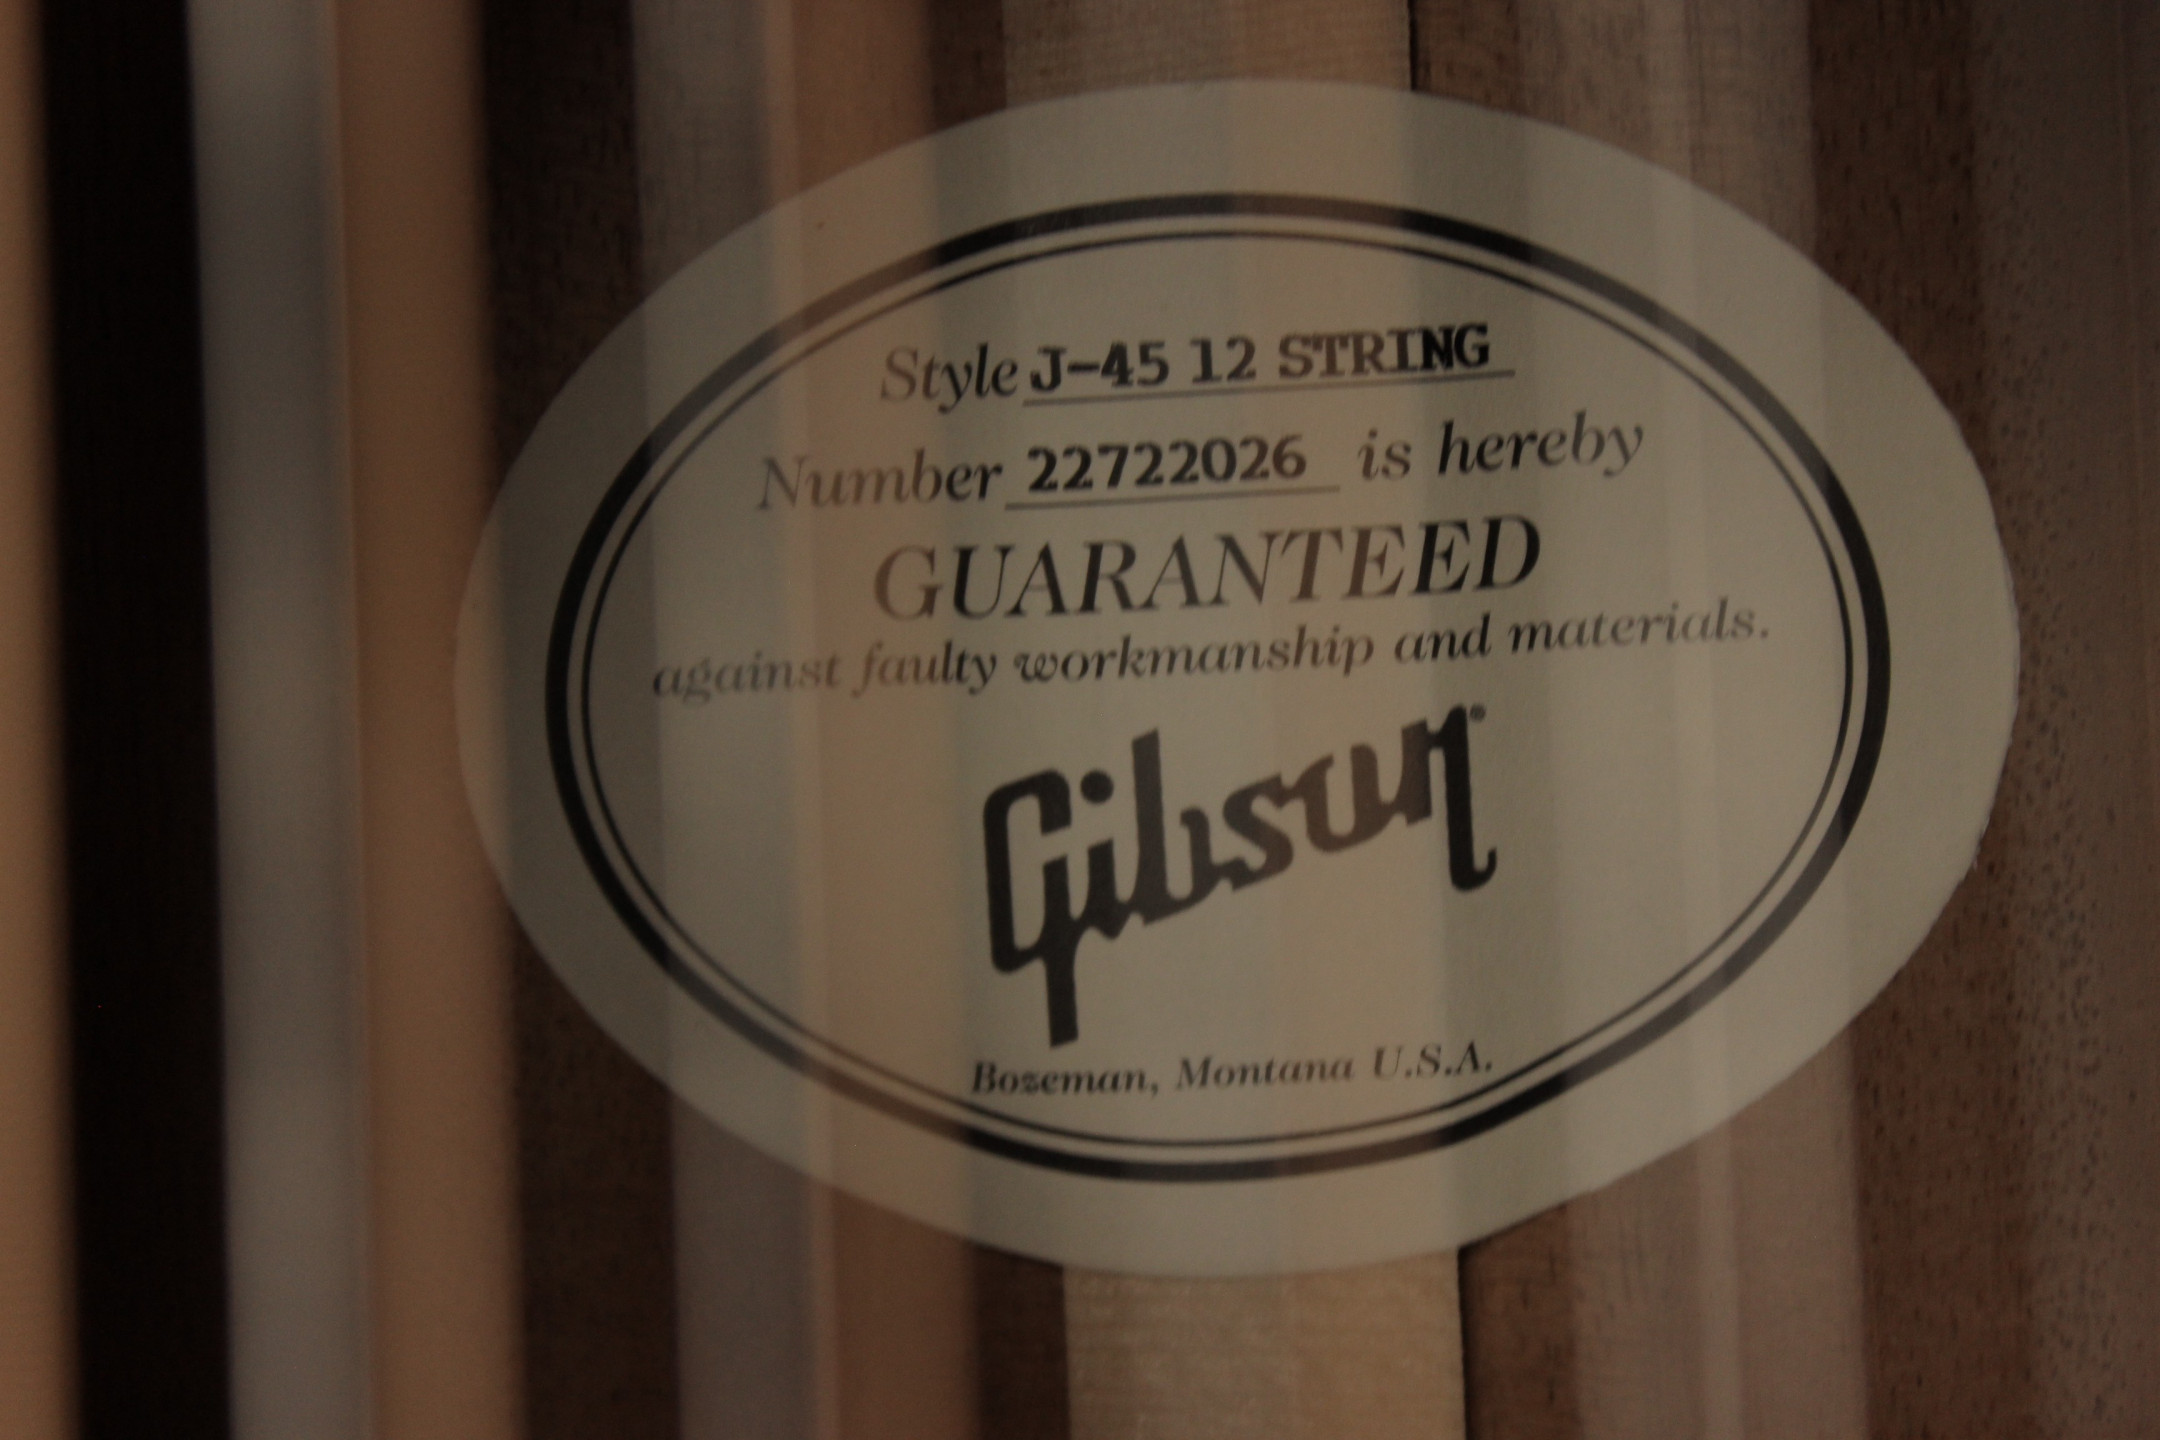 Style J-45 12 STRING
Number 22722026 is hereby
GUARANTEED
against faulty workmanship and materials.
Gibson®
Bozeman, Montana U.S.A.